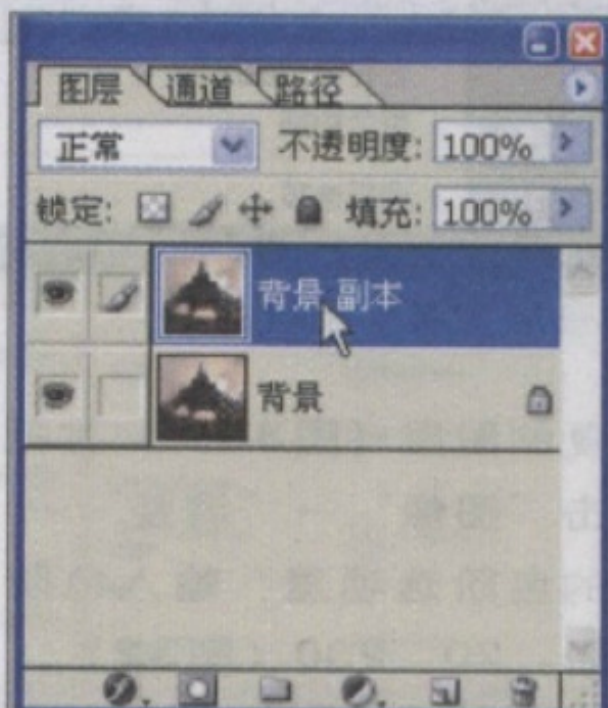 图层 通道 路径
正常 不透明度: 100%
锁定: 填充: 100%
背景 副本
背景